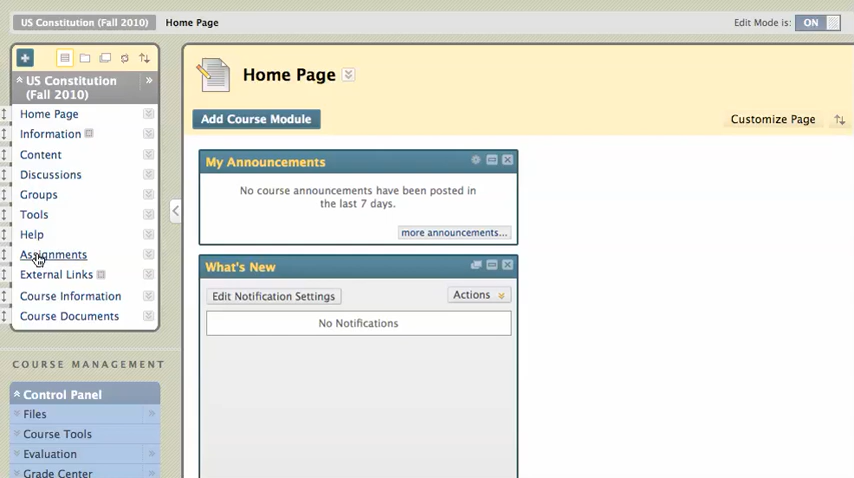 US Constitution (Fall 2010) Home Page Edit Mode is: ON
US Constitution
(Fall 2010)
Home Page
Information
Content
Discussions
Groups
Tools
Help
Assignments
External Links
Course Information
Course Documents
COURSE MANAGEMENT
Control Panel
Files
Course Tools
Evaluation
Grade Center
Home Page
Add Course Module
Customize Page
My Announcements
No course announcements have been posted in
the last 7 days.
more announcements...
What's New
Edit Notification Settings
Actions
No Notifications